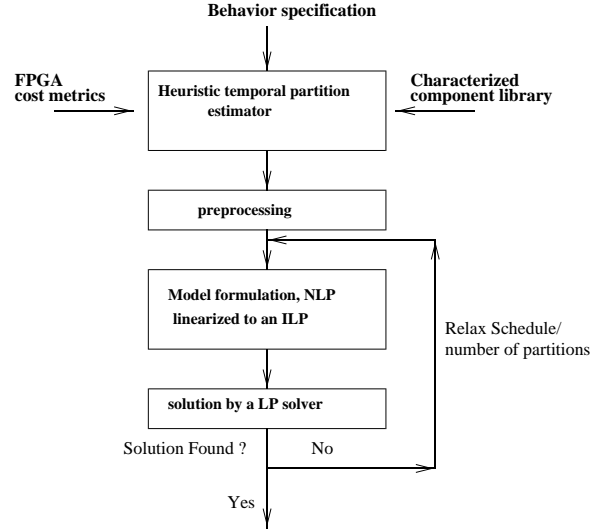 Behavior specification
FPGA
cost metrics
Heuristic temporal partition
estimator
Characterized
component library
preprocessing
Model formulation, NLP
linearized to an ILP
Relax Schedule/
number of partitions
solution by a LP solver
Solution Found ?
No
Yes